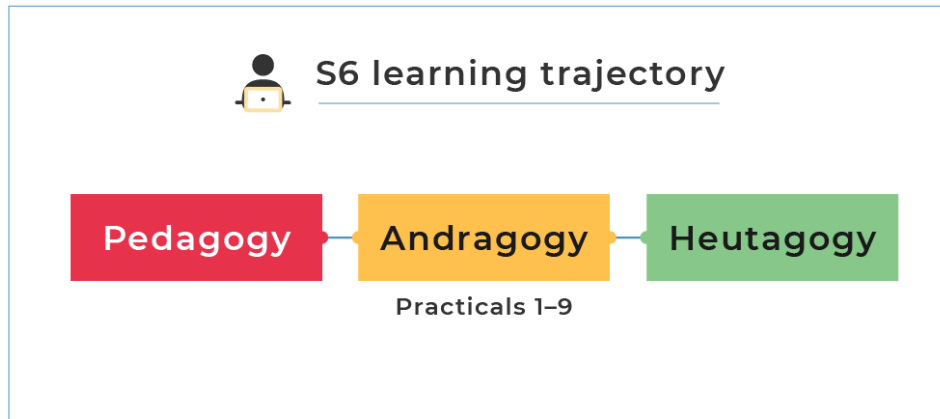 S6 learning trajectory
Pedagogy Andragogy Heutagogy
Practicals 1–9